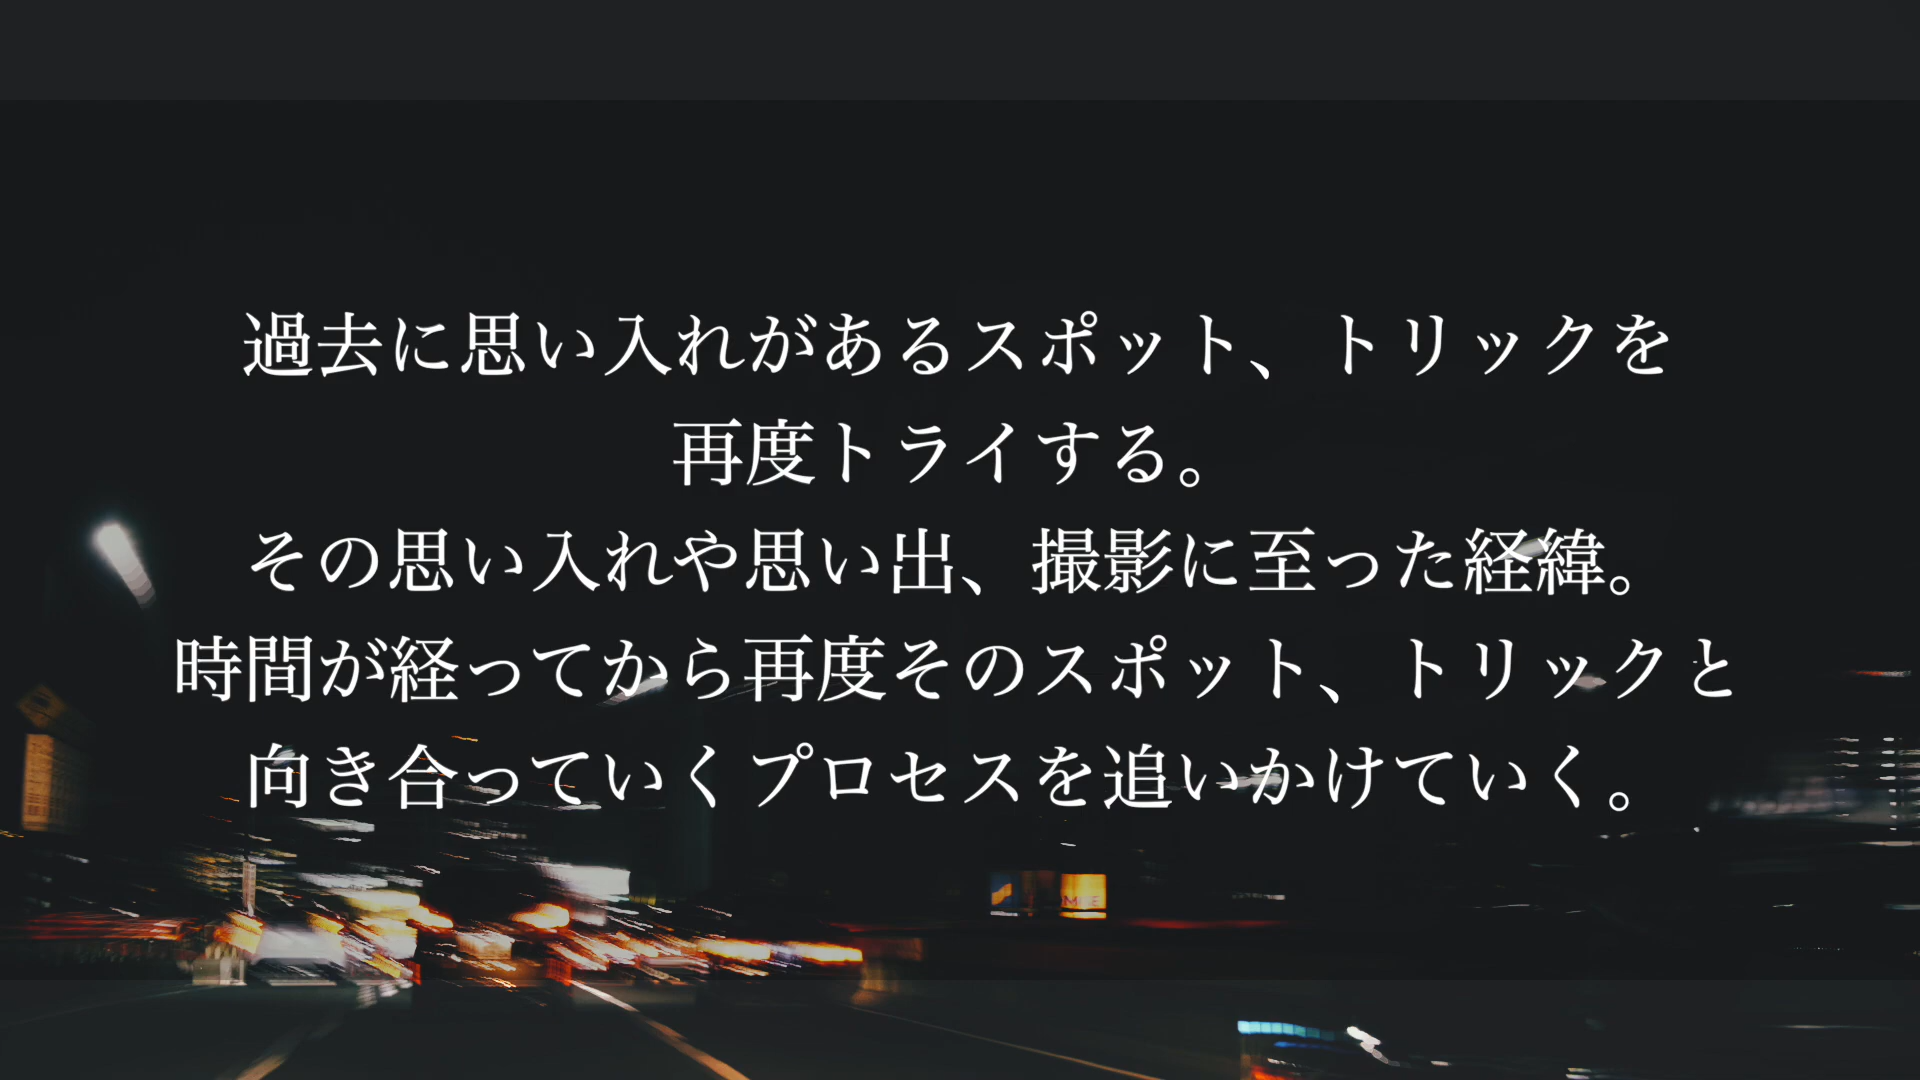 過去に思い入れがあるスポット、トリックを
再度トライする。
その思い入れや思い出、撮影に至った経緯。
時間が経ってから再度そのスポット、トリックと
向き合っていくプロセスを追いかけていく。